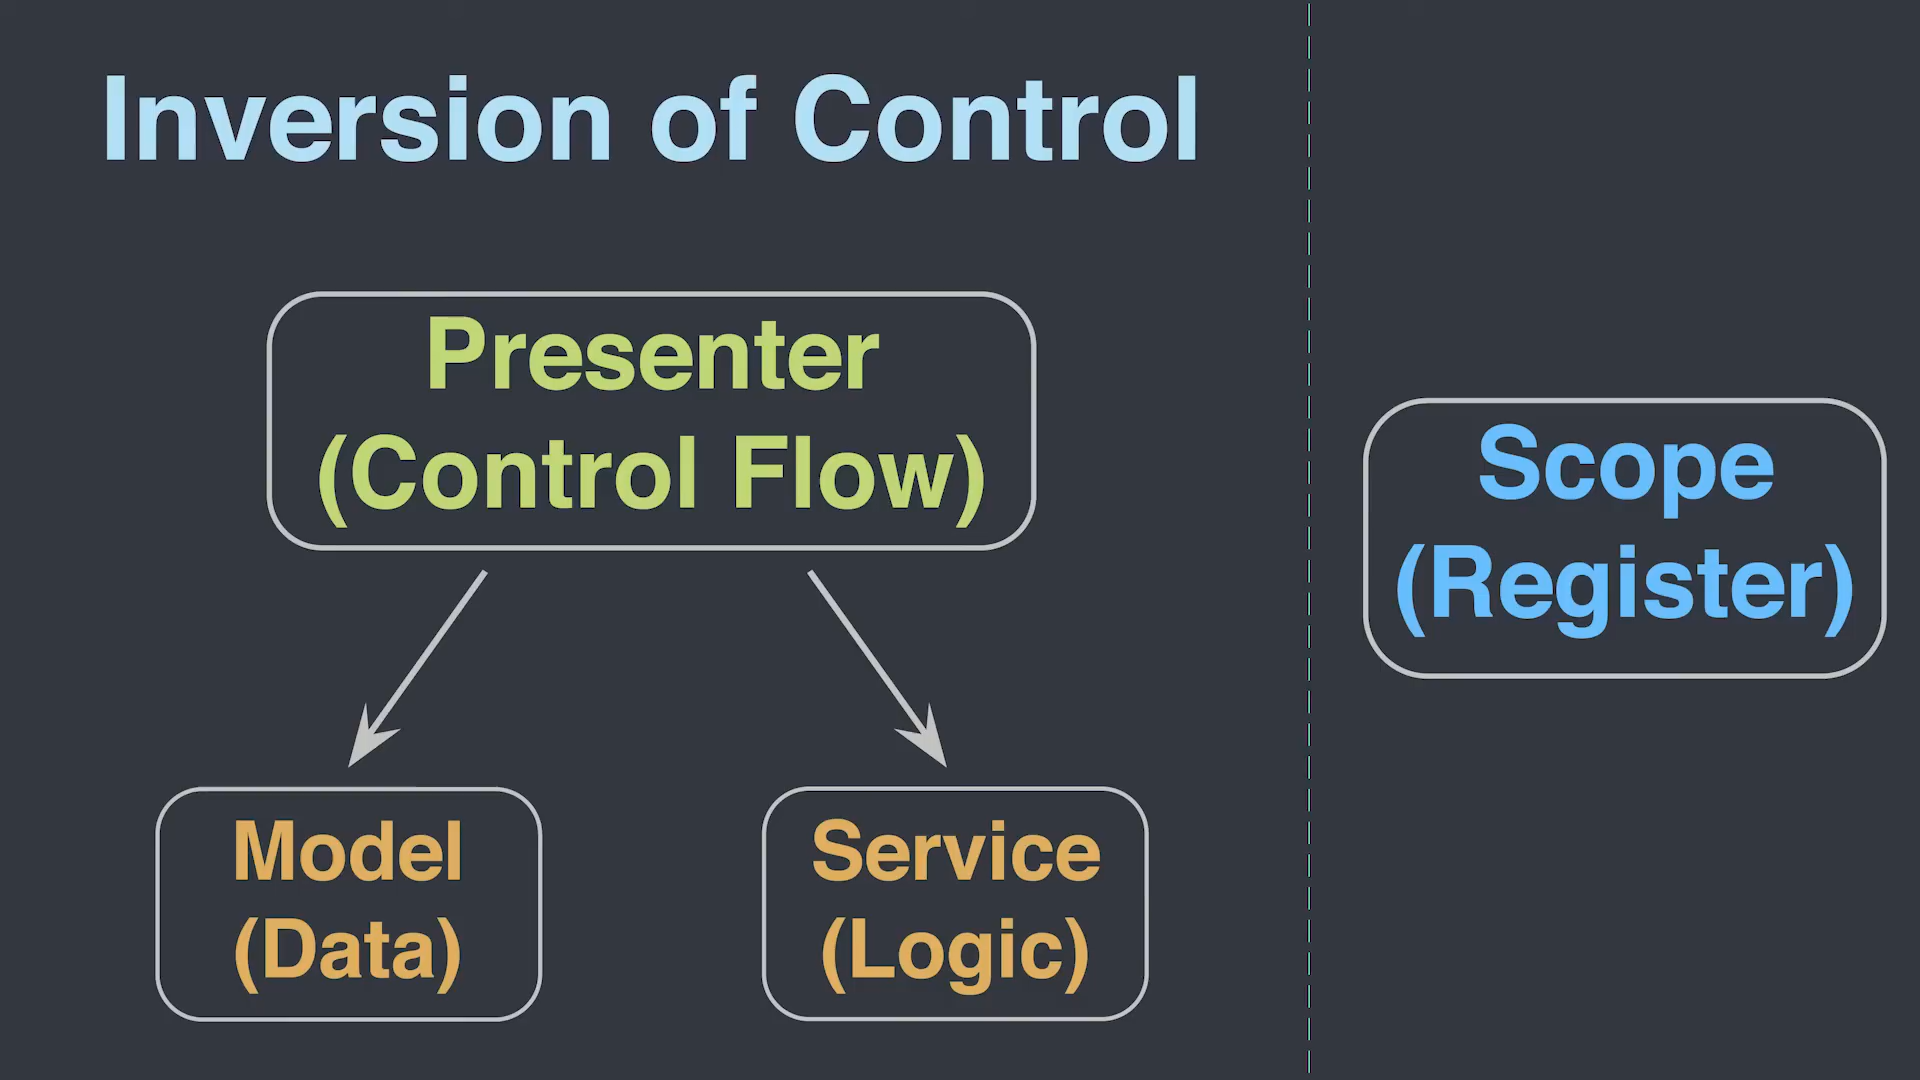 Inversion of Control
Presenter
(Control Flow)
Scope
(Register)
Model
(Data)
Service
(Logic)